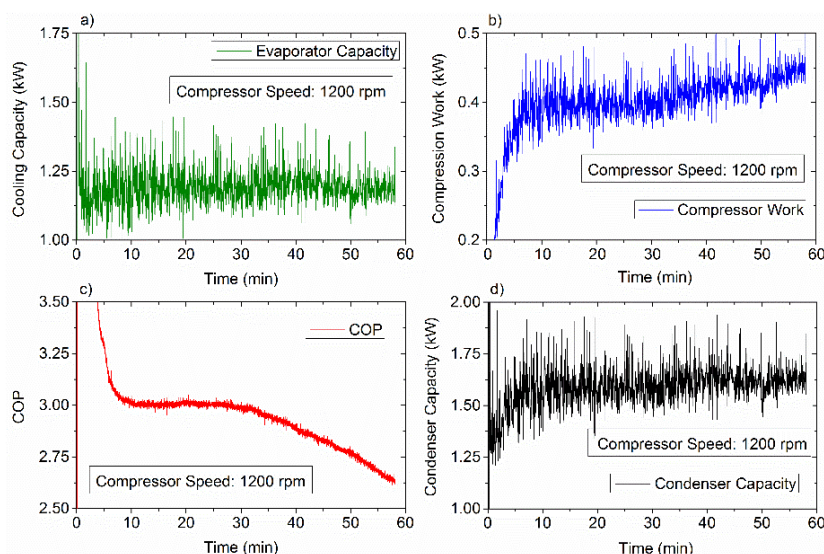 a)
Evaporator Capacity
Compressor Speed: 1200 rpm
Cooling Capacity (kW)
1.75
1.50
1.25
1.00
0 10 20 30 40 50 60
Time (min)
b)
Compressor Speed: 1200 rpm
Compressor Work
Compression Work (kW)
0.5
0.4
0.3
0.2
0 10 20 30 40 50 60
Time (min)
c)
COP
Compressor Speed: 1200 rpm
COP
3.50
3.25
3.00
2.75
2.50
0 10 20 30 40 50 60
Time (min)
d)
Compressor Speed: 1200 rpm
Condenser Capacity
Condenser Capacity (kW)
2.00
1.75
1.50
1.25
1.00
0 10 20 30 40 50 60
Time (min)